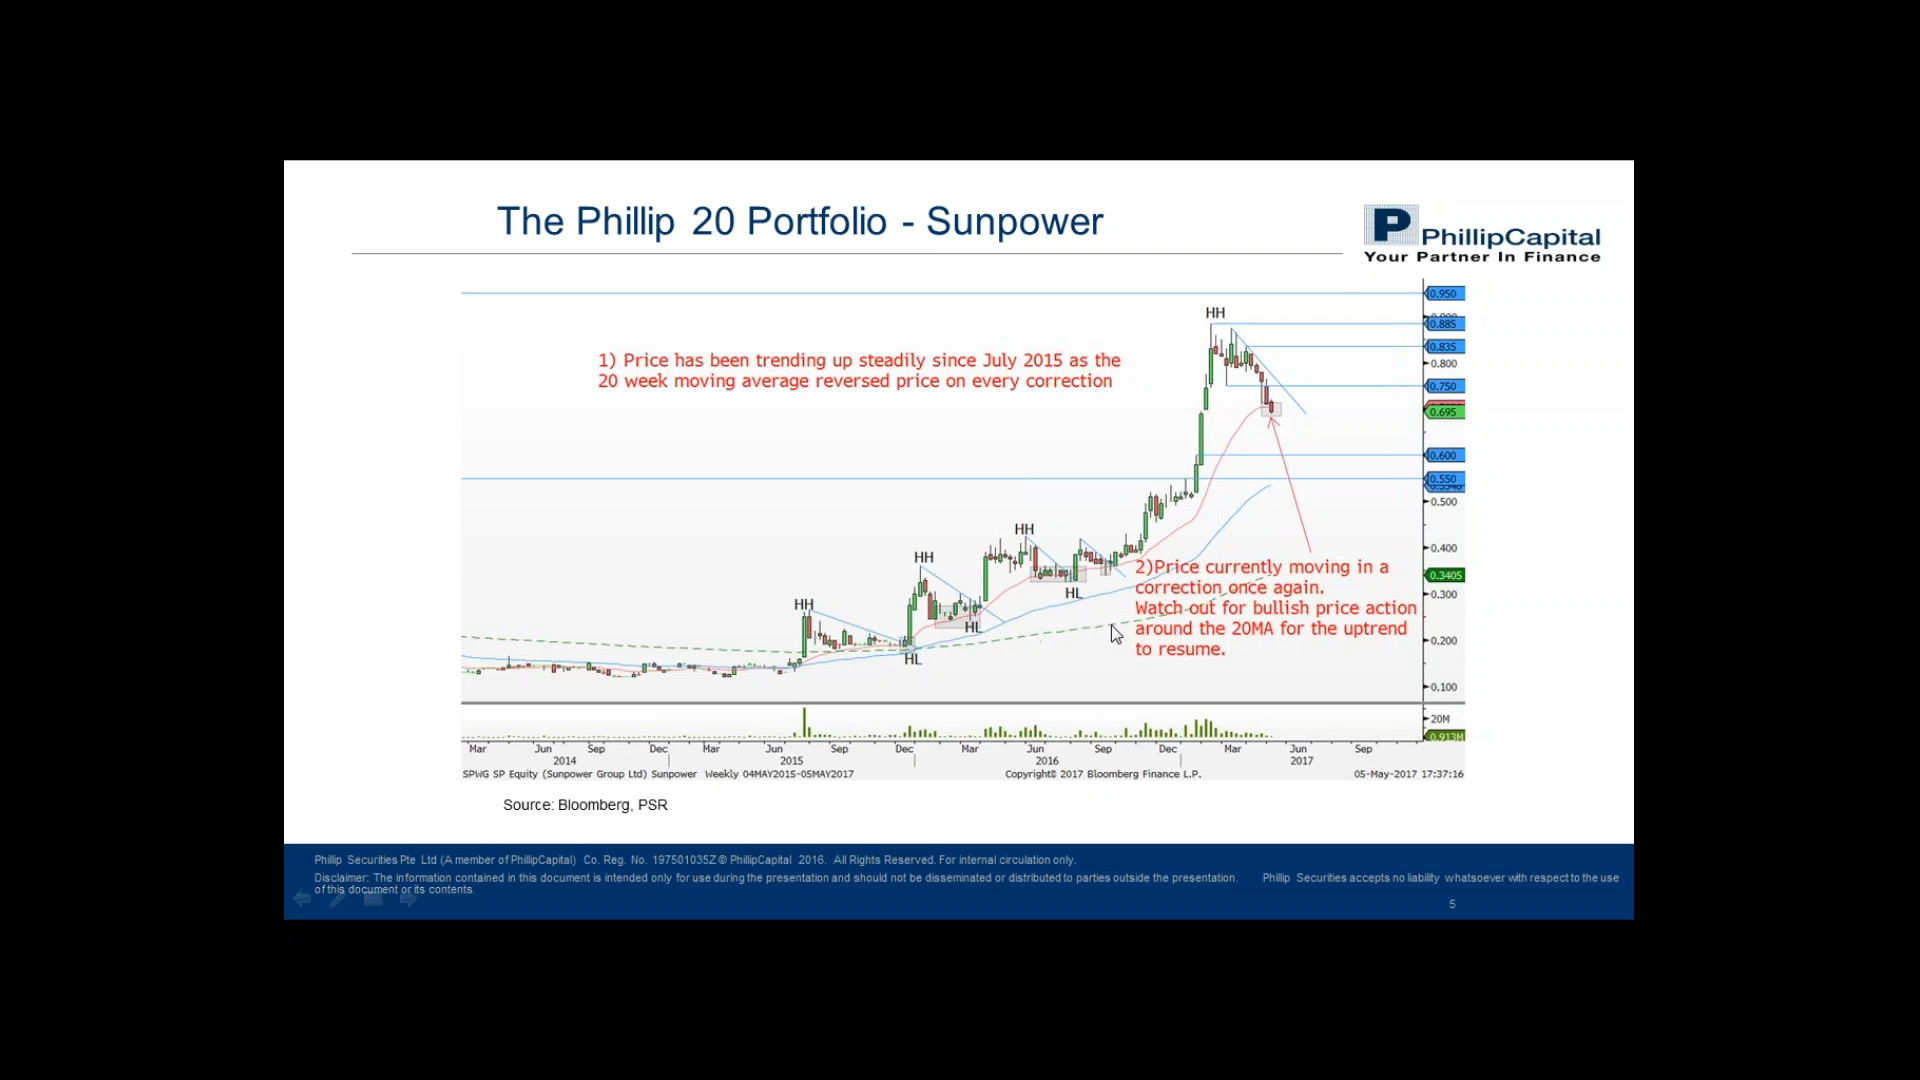 The Phillip 20 Portfolio - Sunpower
P PhillipCapital
Your Partner In Finance
0.950
HH
0.885
0.835
1) Price has been trending up steadily since July 2015 as the
20 week moving average reversed price on every correction
0.800
0.750
0.695
0.600
0.550
0.500
HH
HH
0.400
2)Price currently moving in a
correction once again.
Watch out for bullish price action
around the 20MA for the uptrend
to resume.
0.3405
HL
0.300
HH
HL
0.200
HL
0.100
20M
0.913M
Mar Jun Sep Dec Mar Jun Sep Dec Mar Jun Sep Dec Mar Jun Sep
2014 2015 2016 2017
SPWG SP Equity (Sunpower Group Ltd) Sunpower Weekly 04MAY2015-05MAY2017 Copyright© 2017 Bloomberg Finance L.P. 05-May-2017 17:37:16
Source: Bloomberg, PSR
Phillip Securities Pte Ltd (A member of PhillipCapital) Co. Reg. No. 197501035Z © PhillipCapital 2016. All Rights Reserved. For internal circulation only.
Disclaimer: The information contained in this document is intended only for use during the presentation and should not be disseminated or distributed to parties outside the presentation. Phillip Securities accepts no liability whatsoever with respect to the use
of this document or its contents.
5